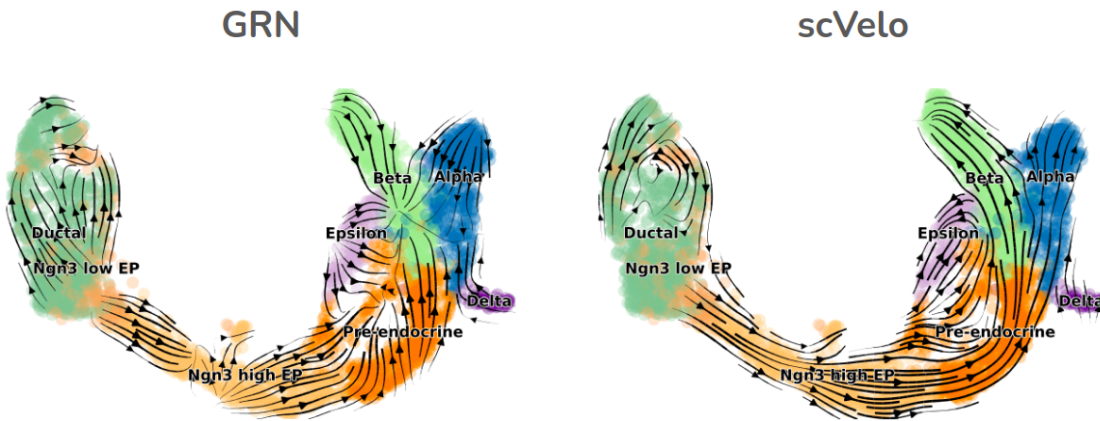 GRN
scVelo
Beta
Alpha
Ductal
Epsilon
Ngn3 low EP
Delta
Pre-endocrine
Ngn3 high EP
Beta
Alpha
Ductal
Epsilon
Ngn3 low EP
Delta
Pre-endocrine
Ngn3 high EP